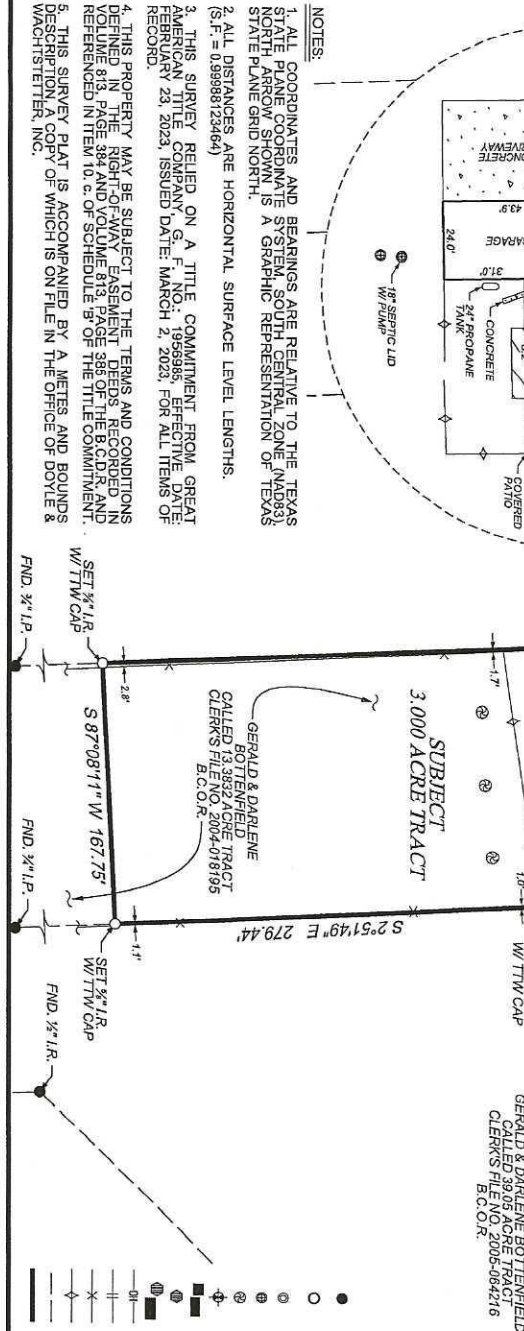 CONCRETE
DRIVEWAY
43.9'
GARAGE
24.0'
31.0'
CONCRETE
24" PROPANE
TANK
COVERED
PATIO
18" SEPTIC LID
W/ PUMP
NOTES:
1. ALL COORDINATES AND BEARINGS ARE RELATIVE TO THE TEXAS
STATE PLANE COORDINATE SYSTEM, SOUTH CENTRAL ZONE (NAD83).
NORTH ARROW SHOWN IS A GRAPHIC REPRESENTATION OF TEXAS
STATE PLANE GRID NORTH.
2. ALL DISTANCES ARE HORIZONTAL SURFACE LEVEL LENGTHS.
(S.F. = 0.99988123464)
3. THIS SURVEY RELIED ON A TITLE COMMITMENT FROM GREAT
AMERICAN TITLE COMPANY, G. F. NO.: 1956985, EFFECTIVE DATE:
FEBRUARY 23, 2023, ISSUED DATE: MARCH 2, 2023, FOR ALL ITEMS OF
RECORD.
4. THIS PROPERTY MAY BE SUBJECT TO THE TERMS AND CONDITIONS
DEFINED IN THE RIGHT-OF-WAY EASEMENT DEEDS RECORDED IN
VOLUME 813, PAGE 384 AND VOLUME 813, PAGE 385 OF THE B.C.D.R. AND
REFERENCED IN ITEM 10. c. OF SCHEDULE 'B' OF THE TITLE COMMITMENT.
5. THIS SURVEY PLAT IS ACCOMPANIED BY A METES AND BOUNDS
DESCRIPTION, A COPY OF WHICH IS ON FILE IN THE OFFICE OF DOYLE &
WACHTSTETTER, INC.
1.7'
1.0'
W/ TTW CAP
SUBJECT
3.000 ACRE TRACT
GERALD & DARLENE
BOTTENFIELD
CALLED 13.3832 ACRE TRACT
CLERK'S FILE NO. 2004-018195
B.C.O.R.
S 2°51'49" E 279.44'
2.8'
1.1'
SET ⅝" I.R.
W/ TTW CAP
S 87°08'11" W 167.75'
SET ⅝" I.R.
W/ TTW CAP
FND. ¾" I.P.
FND. ¾" I.P.
FND. ½" I.R.
GERALD & DARLENE BOTTENFIELD
CALLED 39.05 ACRE TRACT
CLERK'S FILE NO. 2005-064216
B.C.O.R.
OH